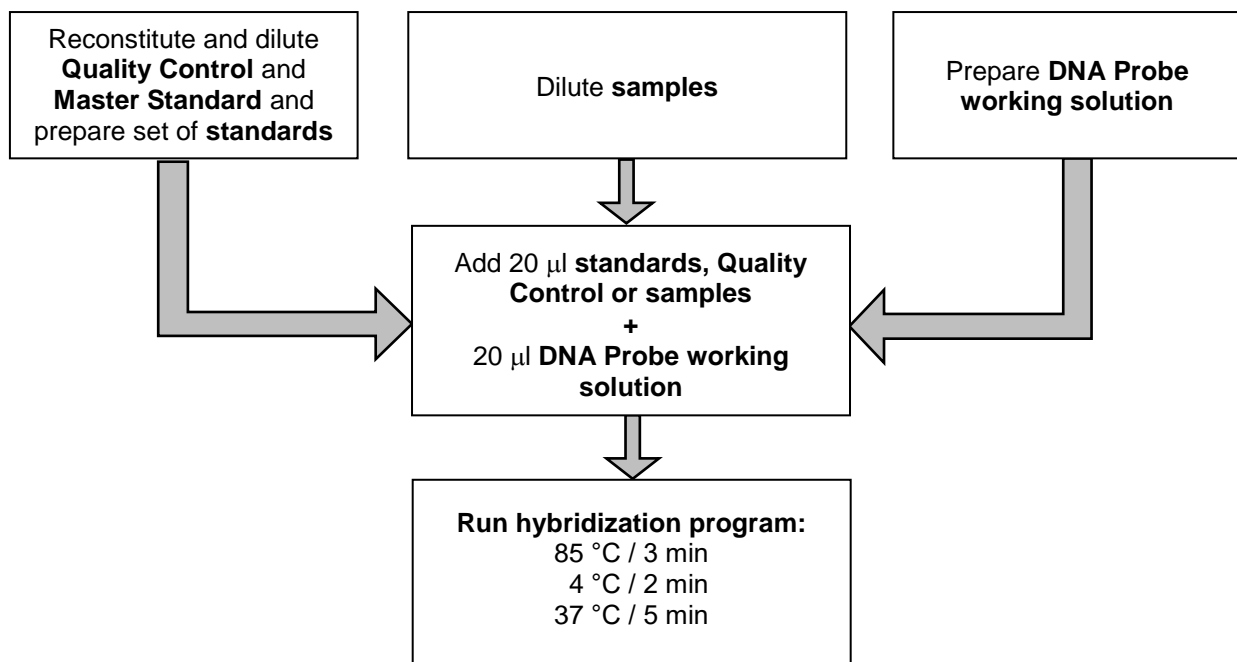 Reconstitute and dilute
Quality Control and
Master Standard and
prepare set of standards
Dilute samples
Prepare DNA Probe
working solution
Add 20 μl standards, Quality
Control or samples
+
20 μl DNA Probe working
solution
Run hybridization program:
85 °C / 3 min
4 °C / 2 min
37 °C / 5 min